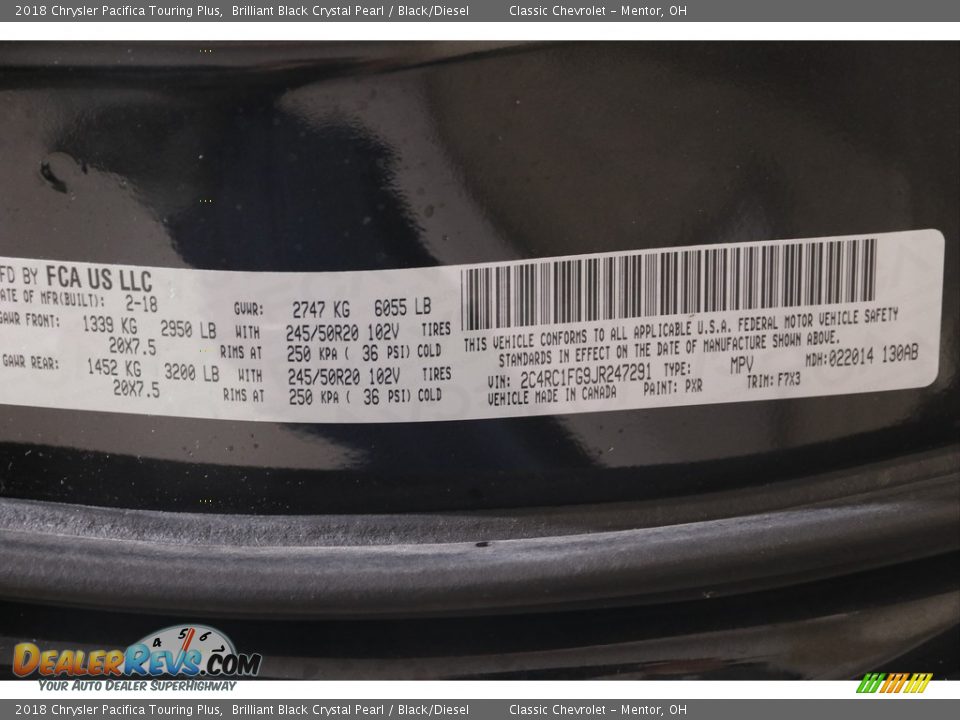 2018 Chrysler Pacifica Touring Plus, Brilliant Black Crystal Pearl / Black/Diesel Classic Chevrolet - Mentor, OH
FD BY FCA US LLC
ATE OF MFR(BUILT): 2-18 GVWR: 2747 KG 6055 LB
GAWR FRONT: 1339 KG 2950 LB WITH 245/50R20 102V TIRES
20X7.5 RIMS AT 250 KPA ( 36 PSI) COLD
GAWR REAR: 1452 KG 3200 LB WITH 245/50R20 102V TIRES
20X7.5 RIMS AT 250 KPA ( 36 PSI) COLD
THIS VEHICLE CONFORMS TO ALL APPLICABLE U.S.A. FEDERAL MOTOR VEHICLE SAFETY
STANDARDS IN EFFECT ON THE DATE OF MANUFACTURE SHOWN ABOVE.
VIN: 2C4RC1FG9JR247291 TYPE: MPV MDH:022014 130AB
VEHICLE MADE IN CANADA PAINT: PXR TRIM: F7X3
4 5 6
DEALERREVS.COM
YOUR AUTO DEALER SUPERHIGHWAY
2018 Chrysler Pacifica Touring Plus, Brilliant Black Crystal Pearl / Black/Diesel Classic Chevrolet - Mentor, OH